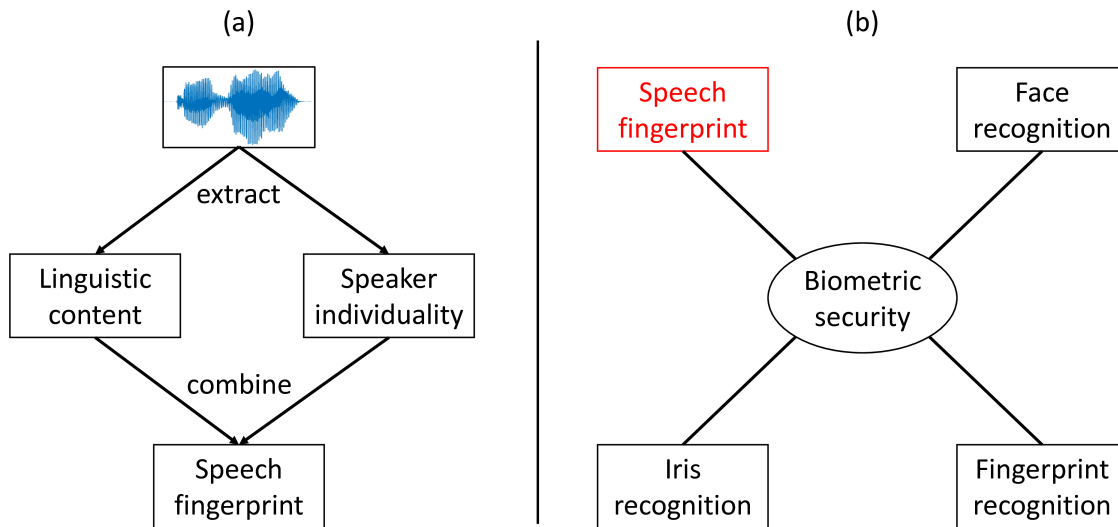 (a)
extract
Linguistic
content
Speaker
individuality
combine
Speech
fingerprint
(b)
Speech
fingerprint
Face
recognition
Biometric
security
Iris
recognition
Fingerprint
recognition